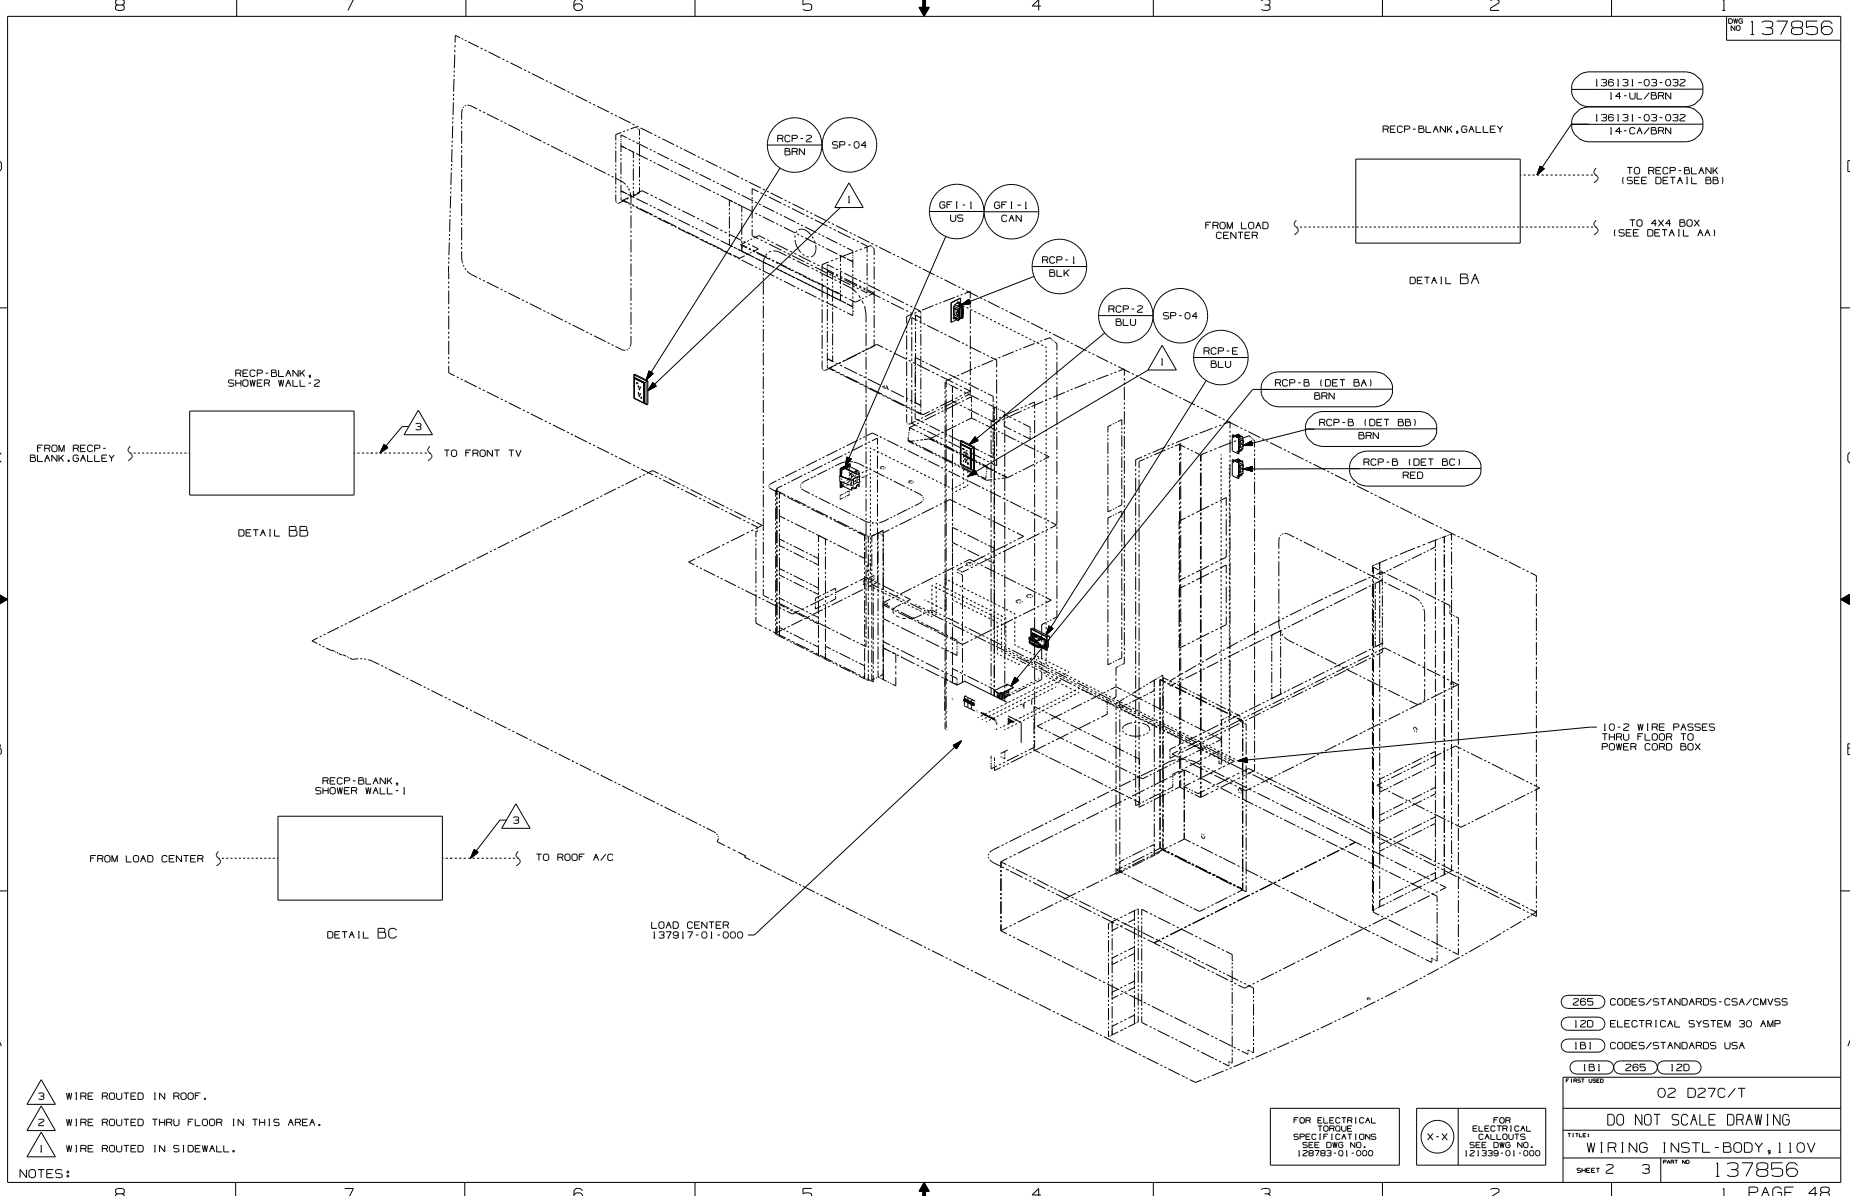 8 7 6 5 4 3 2 1
DWG NO 137856
136131-03-032
14-UL/BRN
136131-03-032
14-CA/BRN
RECP-BLANK,GALLEY
TO RECP-BLANK
(SEE DETAIL BB)
FROM LOAD
CENTER
TO 4X4 BOX
(SEE DETAIL AA)
DETAIL BA
RCP-2
BRN
SP-04
1
GFI-1
US
GFI-1
CAN
RCP-1
BLK
RCP-2
BLU
SP-04
1
RCP-E
BLU
RCP-B (DET BA)
BRN
RCP-B (DET BB)
BRN
RCP-B (DET BC)
RED
RECP-BLANK,
SHOWER WALL-2
3
FROM RECP-
BLANK,GALLEY
TO FRONT TV
DETAIL BB
10-2 WIRE PASSES
THRU FLOOR TO
POWER CORD BOX
RECP-BLANK,
SHOWER WALL-1
3
FROM LOAD CENTER
TO ROOF A/C
DETAIL BC
LOAD CENTER
137917-01-000
265 CODES/STANDARDS-CSA/CMVSS
12D ELECTRICAL SYSTEM 30 AMP
1B1 CODES/STANDARDS USA
1B1 265 12D
3 WIRE ROUTED IN ROOF.
2 WIRE ROUTED THRU FLOOR IN THIS AREA.
1 WIRE ROUTED IN SIDEWALL.
NOTES:
FOR ELECTRICAL
TORQUE
SPECIFICATIONS
SEE DWG NO.
128783-01-000
X-X
FOR
ELECTRICAL
CALLOUTS
SEE DWG NO.
121339-01-000
FIRST USED
02 D27C/T
DO NOT SCALE DRAWING
TITLE:
WIRING INSTL-BODY,110V
SHEET 2 3 PART NO 137856
8 7 6 5 4 3 2 1 PAGE 48